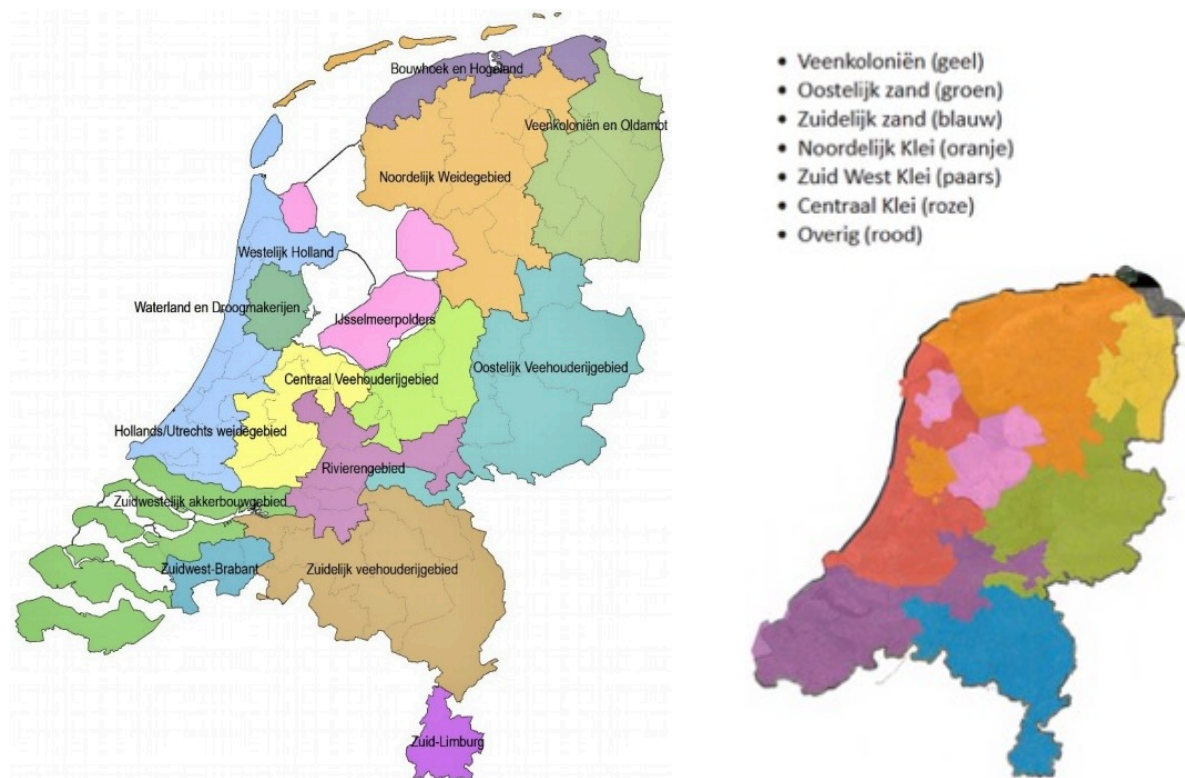 Bouwhoek en Hogeland
Veenkoloniën en Oldambt
Noordelijk Weidegebied
Westelijk Holland
Waterland en Droogmakerijen
IJsselmeerpolders
Oostelijk Veehouderijgebied
Centraal Veehouderijgebied
Hollands/Utrechts weidegebied
Rivierengebied
Zuidwestelijk akkerbouwgebied
Zuidwest-Brabant
Zuidelijk veehouderijgebied
Zuid-Limburg
• Veenkoloniën (geel)
• Oostelijk zand (groen)
• Zuidelijk zand (blauw)
• Noordelijk Klei (oranje)
• Zuid West Klei (paars)
• Centraal Klei (roze)
• Overig (rood)